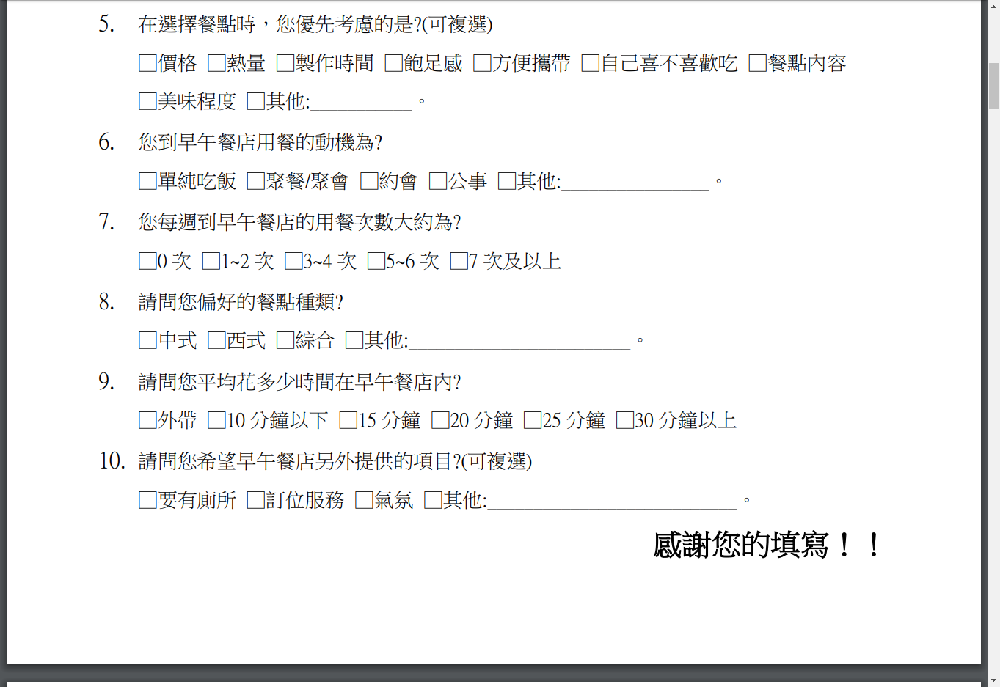 5. 在選擇餐點時，您優先考慮的是?(可複選)
□價格 □熱量 □製作時間 □飽足感 □方便攜帶 □自己喜不喜歡吃 □餐點內容
□美味程度 □其他:___________。
6. 您到早午餐店用餐的動機為?
□單純吃飯 □聚餐/聚會 □約會 □公事 □其他:________________。
7. 您每週到早午餐店的用餐次數大約為?
□0 次 □1~2 次 □3~4 次 □5~6 次 □7 次及以上
8. 請問您偏好的餐點種類?
□中式 □西式 □綜合 □其他:________________________。
9. 請問您平均花多少時間在早午餐店內?
□外帶 □10 分鐘以下 □15 分鐘 □20 分鐘 □25 分鐘 □30 分鐘以上
10. 請問您希望早午餐店另外提供的項目?(可複選)
□要有廁所 □訂位服務 □氣氛 □其他:___________________________。
感謝您的填寫！！